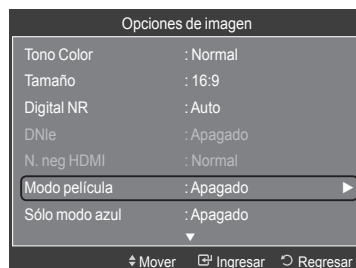 Opciones de imagen
Tono Color : Normal
Tamaño : 16:9
Digital NR : Auto
DNIe : Apagado
N. neg HDMI : Normal
Modo película : Apagado
Sólo modo azul : Apagado
Mover Ingresar Regresar